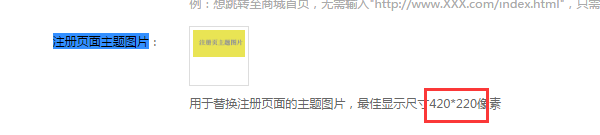 例：想跳转至商城首页，无需输入"http://www.XXX.com/index.html"，只需
注册页面主题图片：
注册页主题图片
用于替换注册页面的主题图片，最佳显示尺寸420*220像素